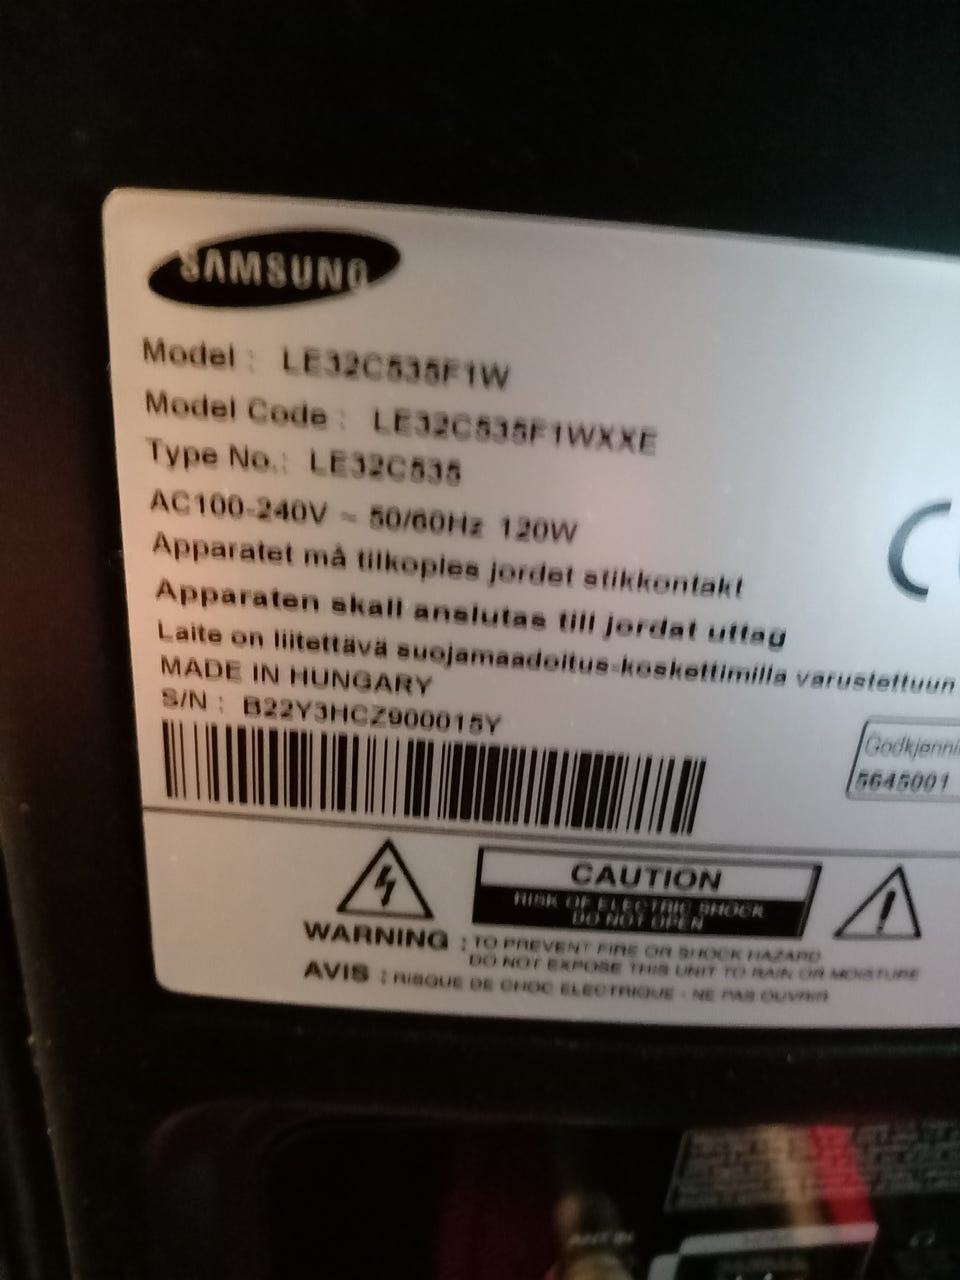 SAMSUNG
Model : LE32C535F1W
Model Code : LE32C535F1WXXE
Type No.: LE32C535
AC100-240V ~ 50/60Hz 120W
Apparatet må tilkoples jordet stikkontakt
Apparaten skall anslutas till jordat uttag
Laite on liitettävä suojamaadoitus-koskettimilla varustettuun
MADE IN HUNGARY
S/N : B22Y3HCZ900015Y
Godkjenni
5645001
CAUTION
RISK OF ELECTRIC SHOCK
DO NOT OPEN
WARNING : TO PREVENT FIRE OR SHOCK HAZARD
DO NOT EXPOSE THIS UNIT TO RAIN OR MOISTURE
AVIS : RISQUE DE CHOC ELECTRIQUE - NE PAS OUVRIR
ANT IN